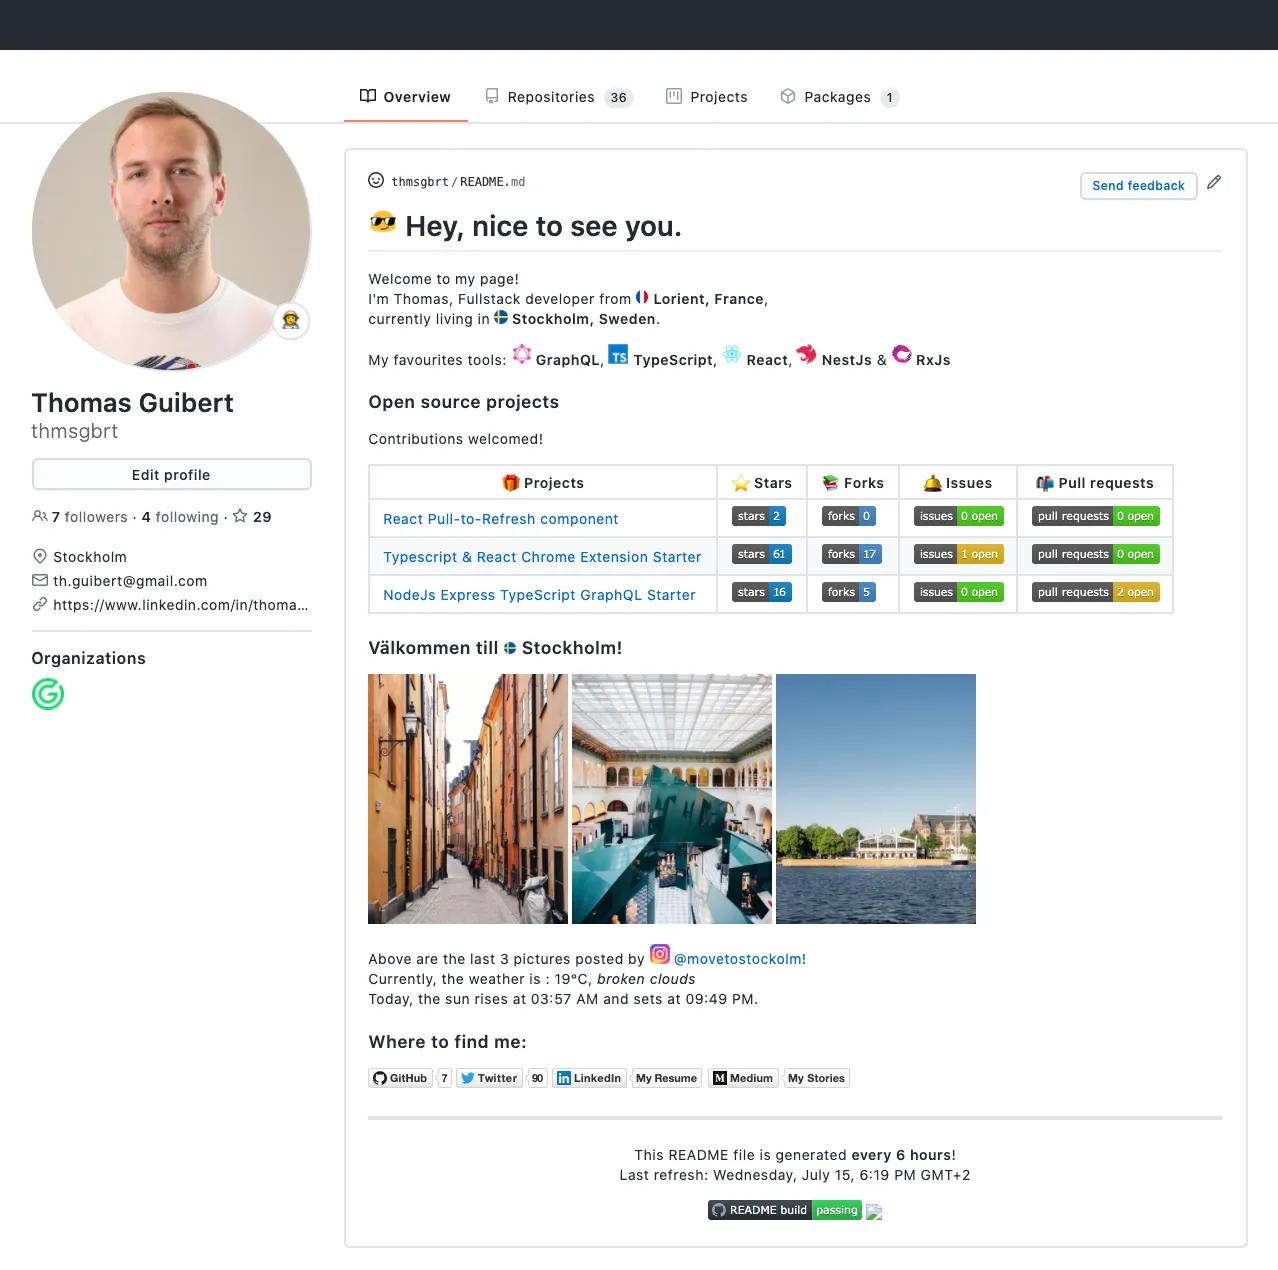 Overview Repositories 36 Projects Packages 1
thmsgbrt/README.md
Send feedback
Hey, nice to see you.
Welcome to my page!
I'm Thomas, Fullstack developer from Lorient, France,
currently living in Stockholm, Sweden.
My favourites tools: GraphQL, TS TypeScript, React, NestJs & RxJs
Open source projects
Contributions welcomed!
Projects Stars Forks Issues Pull requests
React Pull-to-Refresh component stars 2 forks 0 issues 0 open pull requests 0 open
Typescript & React Chrome Extension Starter stars 61 forks 17 issues 1 open pull requests 0 open
NodeJs Express TypeScript GraphQL Starter stars 16 forks 5 issues 0 open pull requests 2 open
Välkommen till Stockholm!
Above are the last 3 pictures posted by @movetostockolm!
Currently, the weather is : 19°C, broken clouds
Today, the sun rises at 03:57 AM and sets at 09:49 PM.
Where to find me:
GitHub 7 Twitter 90 in LinkedIn My Resume M Medium My Stories
This README file is generated every 6 hours!
Last refresh: Wednesday, July 15, 6:19 PM GMT+2
README build passing
Thomas Guibert
thmsgbrt
Edit profile
7 followers · 4 following · 29
Stockholm
th.guibert@gmail.com
https://www.linkedin.com/in/thoma...
Organizations